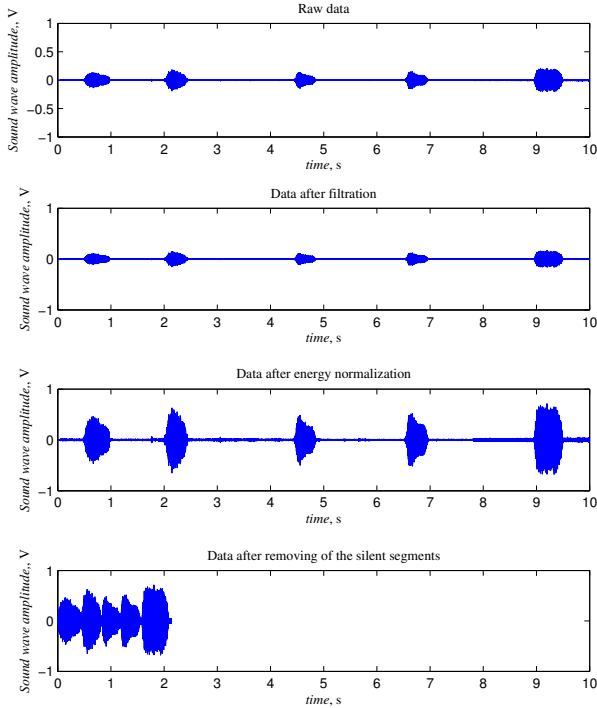 Raw data
Sound wave amplitude,, V
1
0.5
0
−0.5
−1
0 1 2 3 4 5 6 7 8 9 10
time, s
Data after filtration
Sound wave amplitude,, V
1
0
−1
0 1 2 3 4 5 6 7 8 9 10
time, s
Data after energy normalization
Sound wave amplitude,, V
1
0
−1
0 1 2 3 4 5 6 7 8 9 10
time, s
Data after removing of the silent segments
Sound wave amplitude,, V
1
0
−1
0 1 2 3 4 5 6 7 8 9 10
time, s